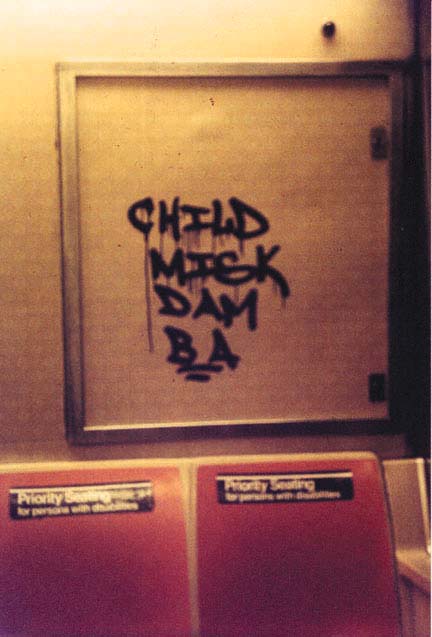 CHILD
MISK
DAM
BA
Priority Seating
for persons with disabilities
Priority Seating
for persons with disabilities